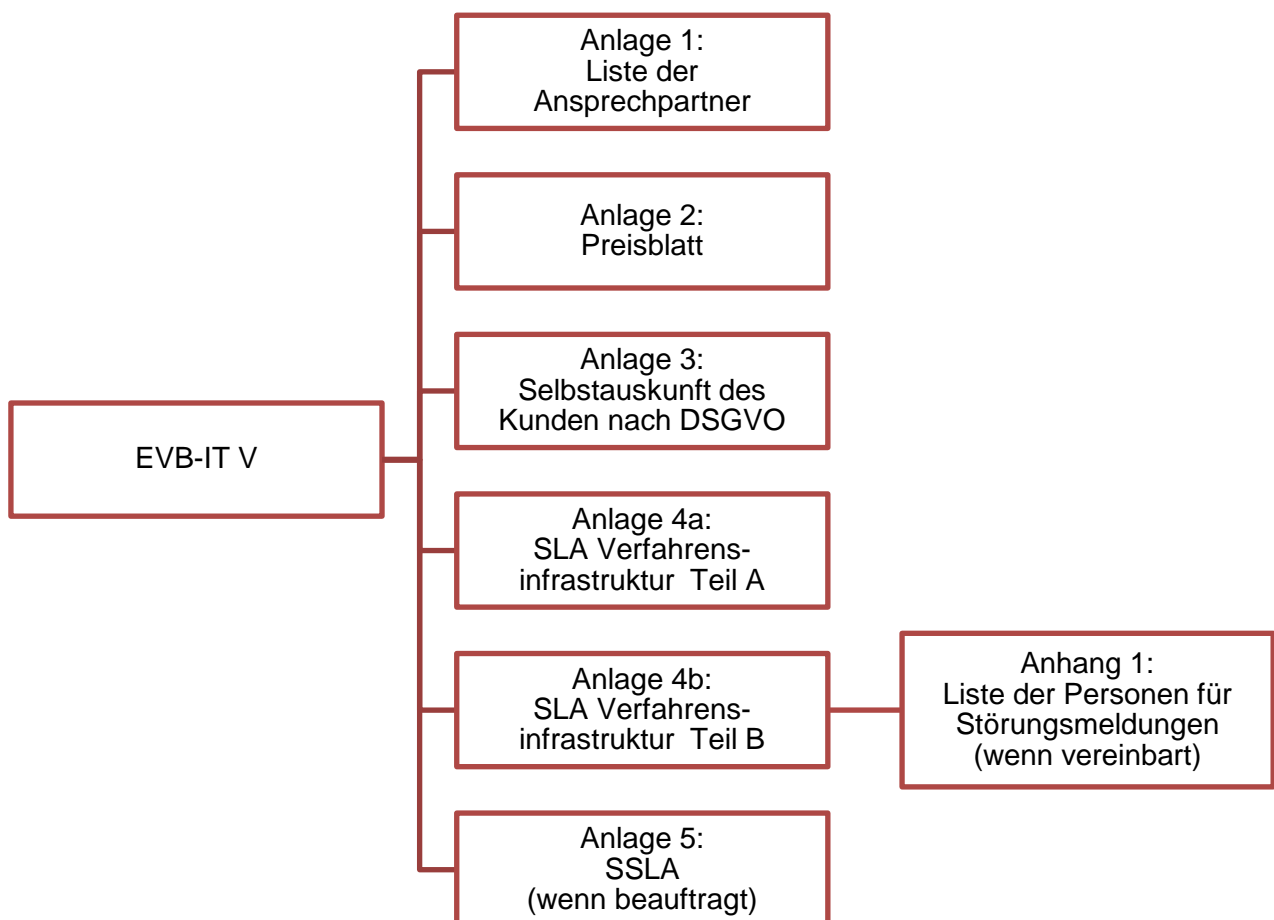 Anlage 1:
Liste der
Ansprechpartner
Anlage 2:
Preisblatt
Anlage 3:
Selbstauskunft des
Kunden nach DSGVO
EVB-IT V
Anlage 4a:
SLA Verfahrens-
infrastruktur  Teil A
Anlage 4b:
SLA Verfahrens-
infrastruktur  Teil B
Anhang 1:
Liste der Personen für
Störungsmeldungen
(wenn vereinbart)
Anlage 5:
SSLA
(wenn beauftragt)